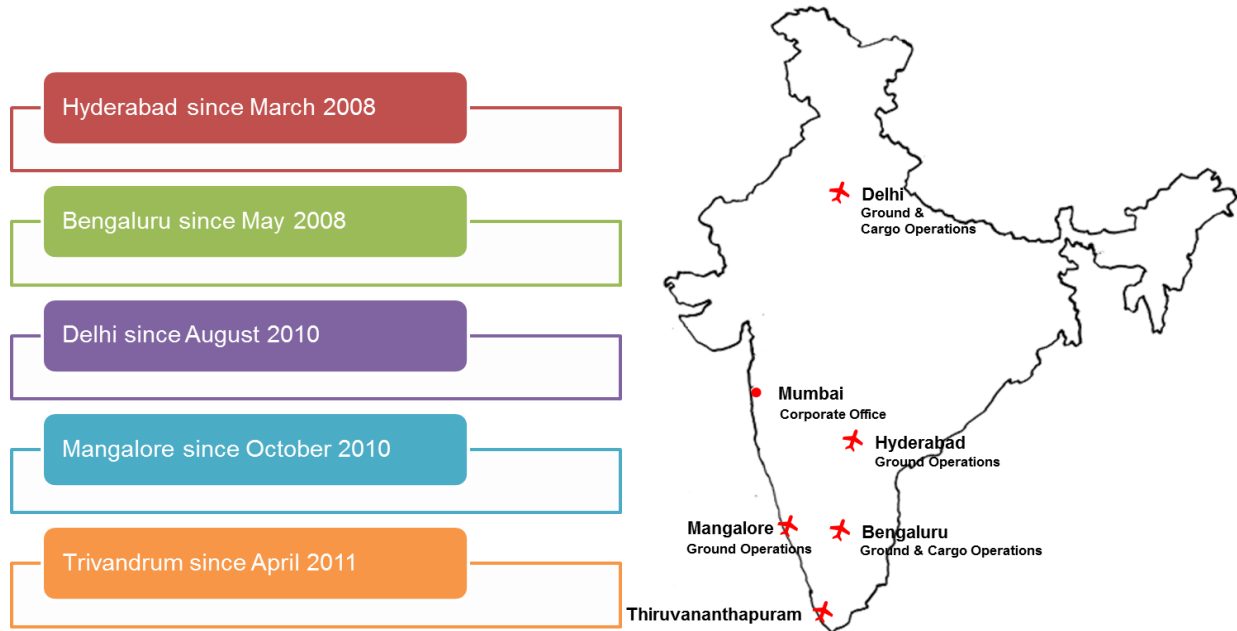 Hyderabad since March 2008
Bengaluru since May 2008
Delhi since August 2010
Mangalore since October 2010
Trivandrum since April 2011
Delhi
Ground &
Cargo Operations
Mumbai
Corporate Office
Hyderabad
Ground Operations
Mangalore
Ground Operations
Bengaluru
Ground & Cargo Operations
Thiruvananthapuram